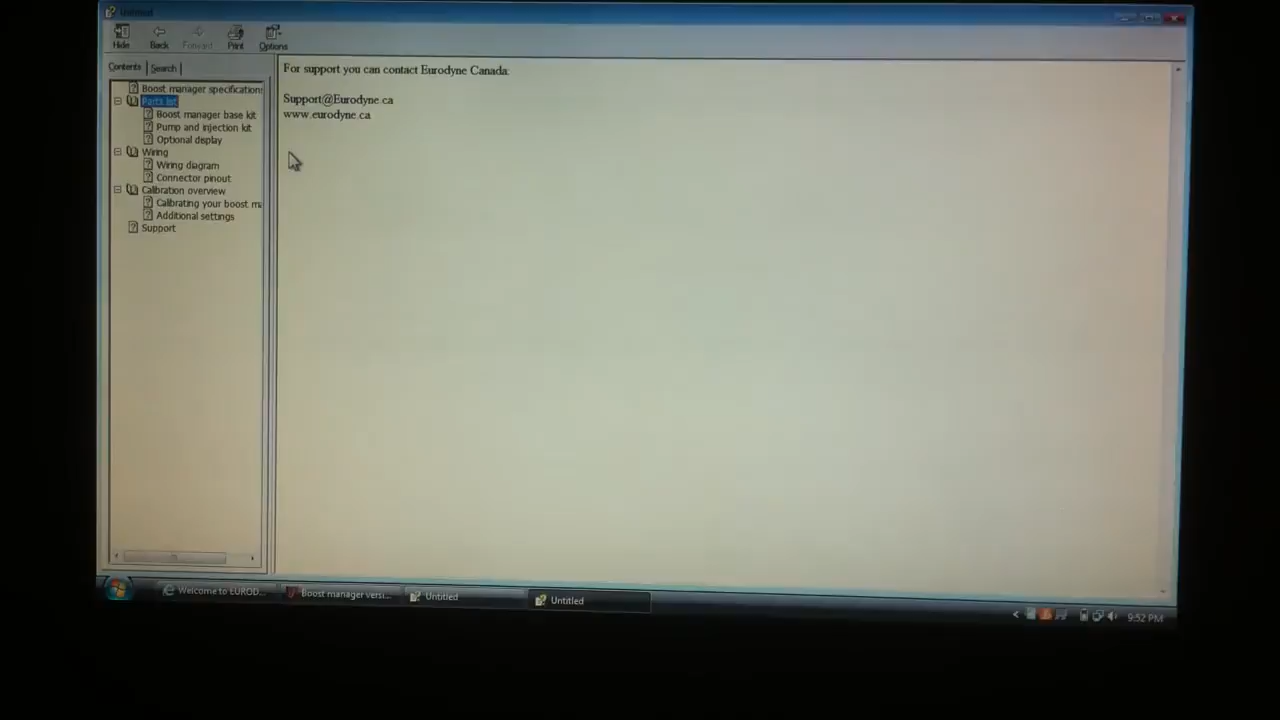 Untitled
Hide Back Forward Print Options
Contents Search
Boost manager specifications
Parts list
Boost manager base kit
Pump and injection kit
Optional display
Wiring
Wiring diagram
Connector pinout
Calibration overview
Calibrating your boost ma
Additional settings
Support
For support you can contact Eurodyne Canada:
Support@Eurodyne.ca
www.eurodyne.ca
Welcome to EUROD... Boost manager versi... Untitled Untitled
9:52 PM